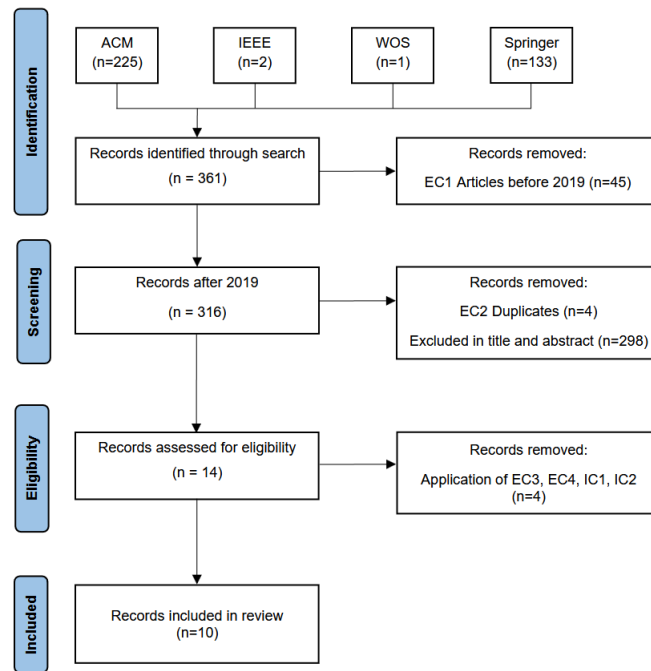 ACM
(n=225)
IEEE
(n=2)
WOS
(n=1)
Springer
(n=133)
Identification
Records identified through search
(n = 361)
Records removed:
EC1 Articles before 2019 (n=45)
Screening
Records after 2019
(n = 316)
Records removed:
EC2 Duplicates (n=4)
Excluded in title and abstract (n=298)
Eligibility
Records assessed for eligibility
(n = 14)
Records removed:
Application of EC3, EC4, IC1, IC2
(n=4)
Included
Records included in review
(n=10)